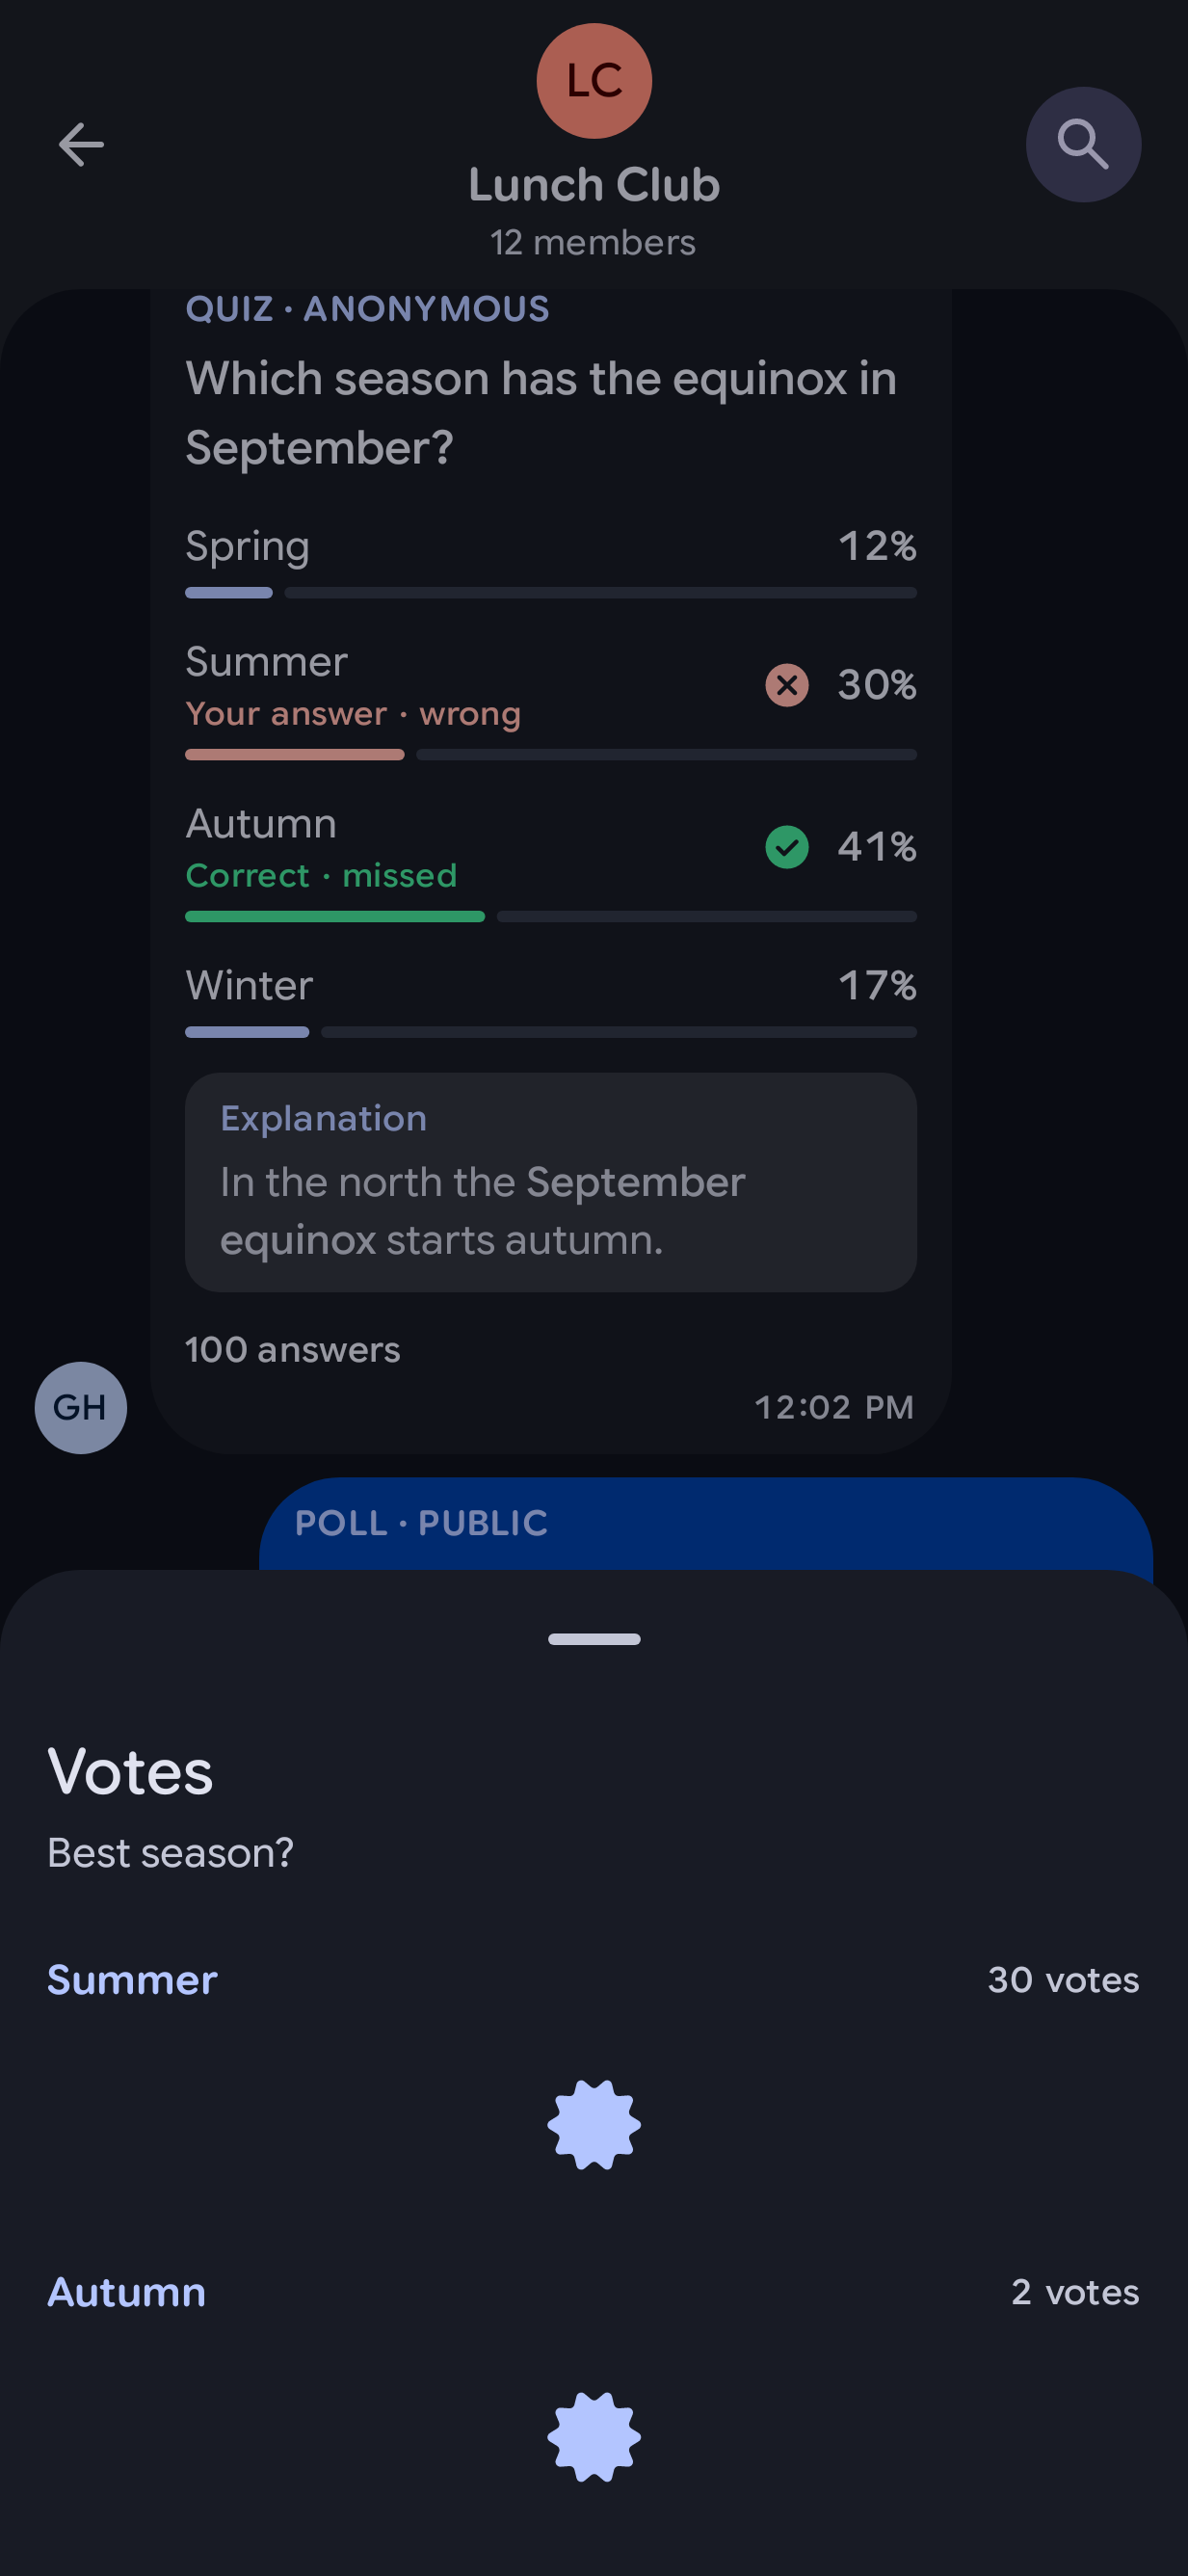 LC
Lunch Club
12 members
QUIZ · ANONYMOUS
Which season has the equinox in
September?
Spring 12%
Summer 30%
Your answer · wrong
Autumn 41%
Correct · missed
Winter 17%
Explanation
In the north the September
equinox starts autumn.
100 answers
GH
12:02 PM
POLL · PUBLIC
Votes
Best season?
Summer 30 votes
Autumn 2 votes